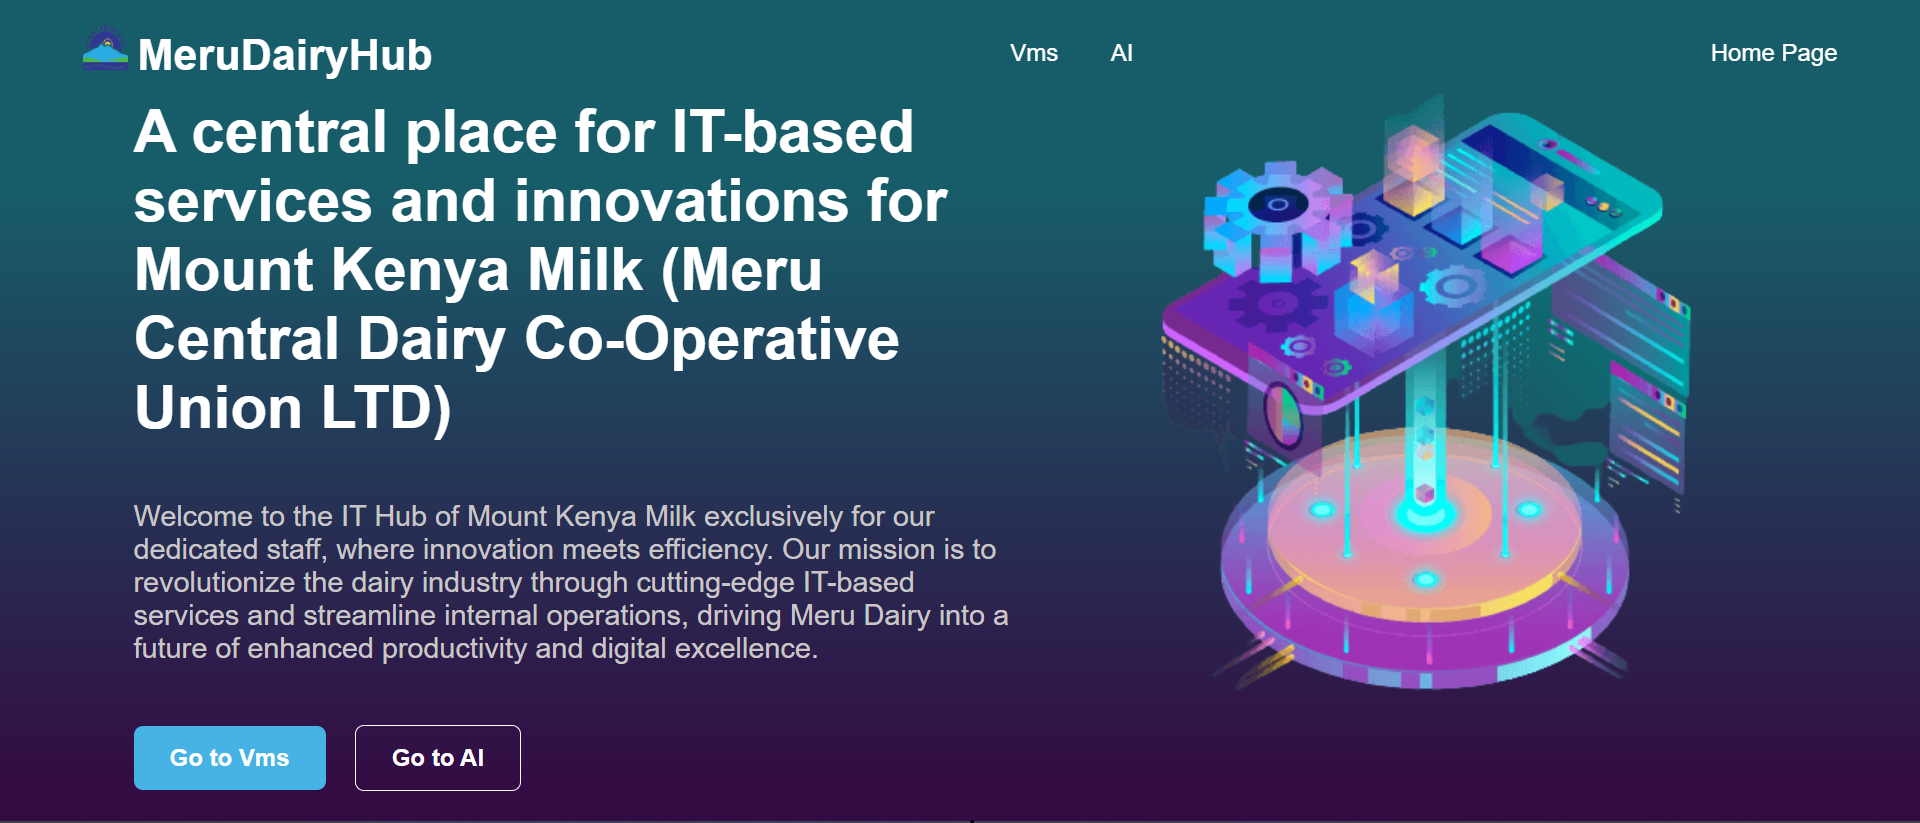 MeruDairyHub
Vms
AI
Home Page
A central place for IT-based
services and innovations for
Mount Kenya Milk (Meru
Central Dairy Co-Operative
Union LTD)
Welcome to the IT Hub of Mount Kenya Milk exclusively for our
dedicated staff, where innovation meets efficiency. Our mission is to
revolutionize the dairy industry through cutting-edge IT-based
services and streamline internal operations, driving Meru Dairy into a
future of enhanced productivity and digital excellence.
Go to Vms
Go to AI